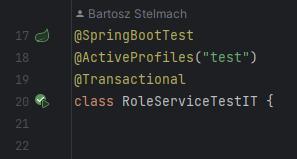 Bartosz Stelmach
17 @SpringBootTest
18 @ActiveProfiles("test")
19 @Transactional
20 class RoleServiceTestIT {
21
22